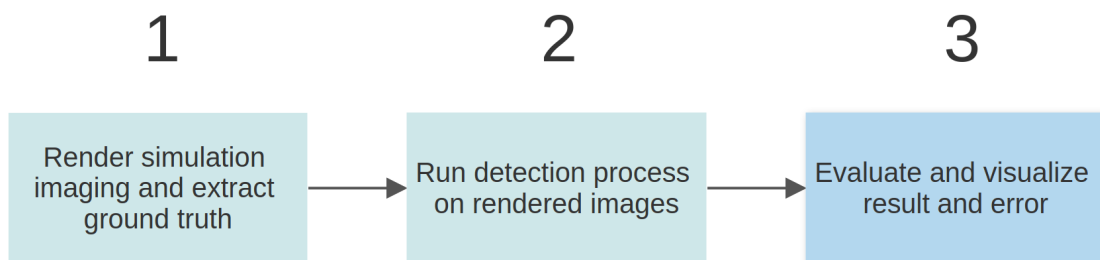 1
2
3
Render simulation
imaging and extract
ground truth
Run detection process
on rendered images
Evaluate and visualize
result and error